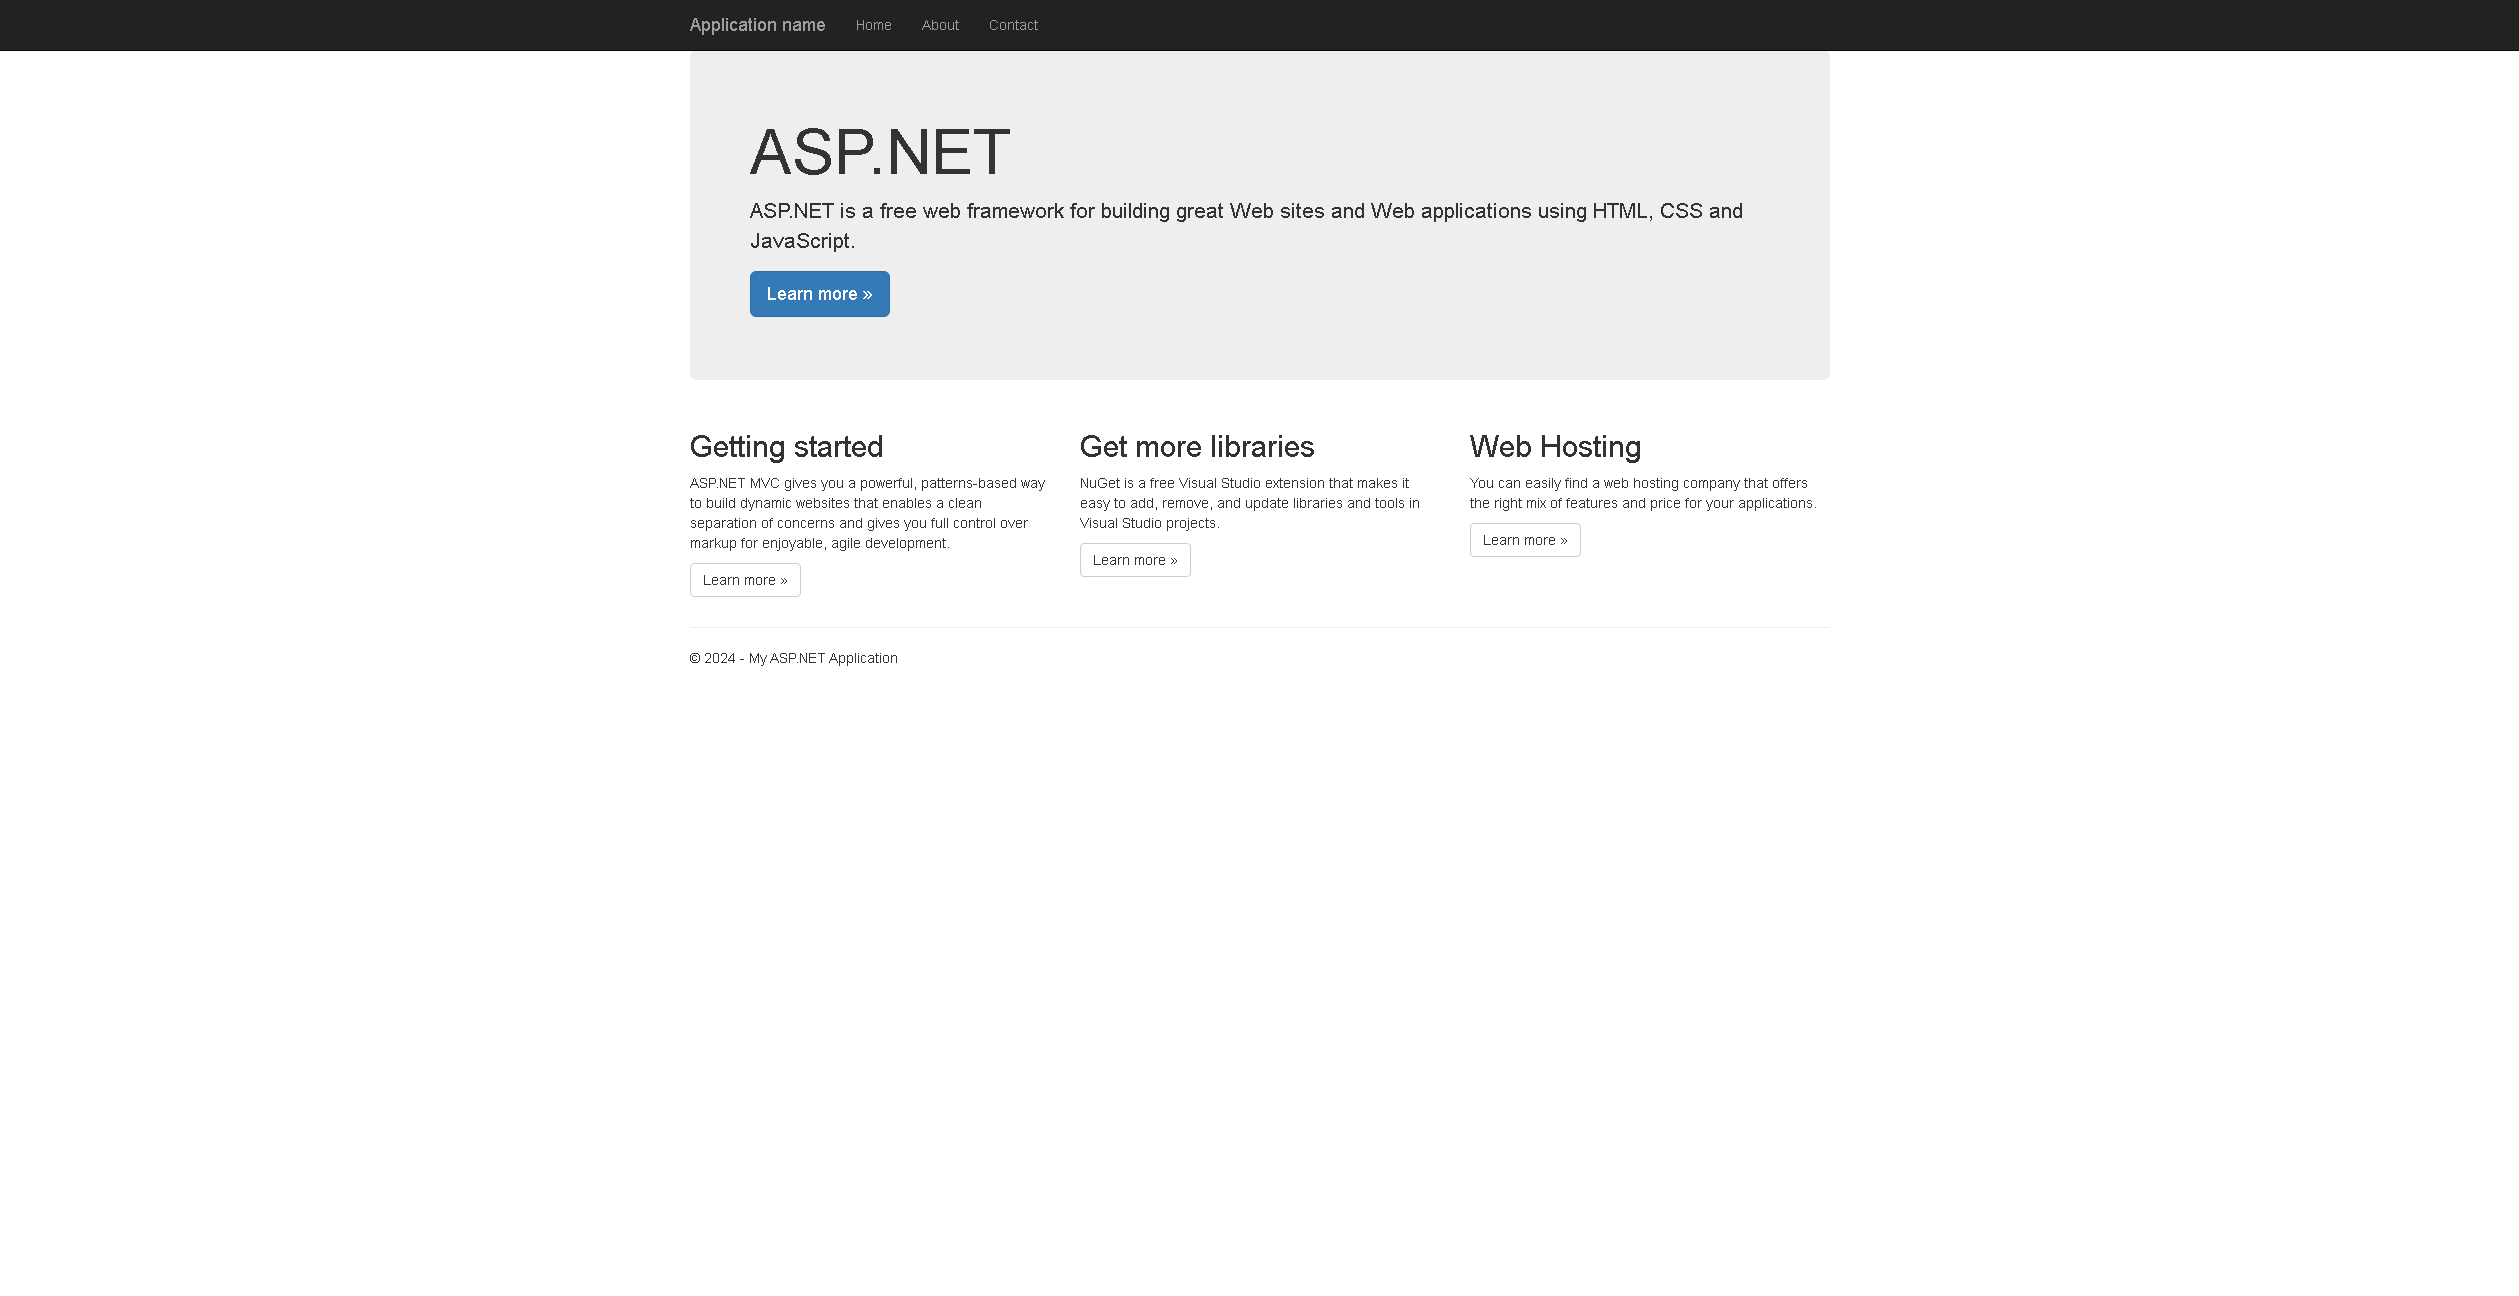 Application name Home About Contact
ASP.NET
ASP.NET is a free web framework for building great Web sites and Web applications using HTML, CSS and
JavaScript.
Learn more »
Getting started
ASP.NET MVC gives you a powerful, patterns-based way
to build dynamic websites that enables a clean
separation of concerns and gives you full control over
markup for enjoyable, agile development.
Learn more »
Get more libraries
NuGet is a free Visual Studio extension that makes it
easy to add, remove, and update libraries and tools in
Visual Studio projects.
Learn more »
Web Hosting
You can easily find a web hosting company that offers
the right mix of features and price for your applications.
Learn more »
© 2024 - My ASP.NET Application